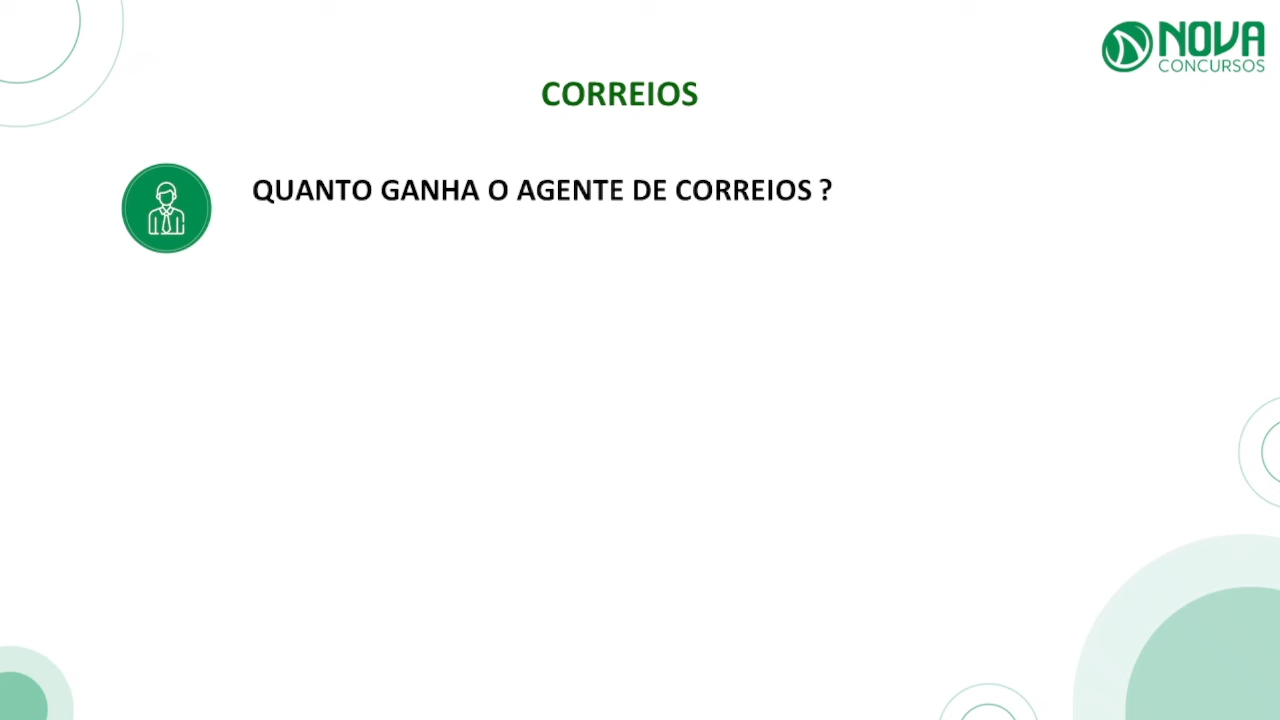 NOVA
CONCURSOS
CORREIOS
QUANTO GANHA O AGENTE DE CORREIOS ?